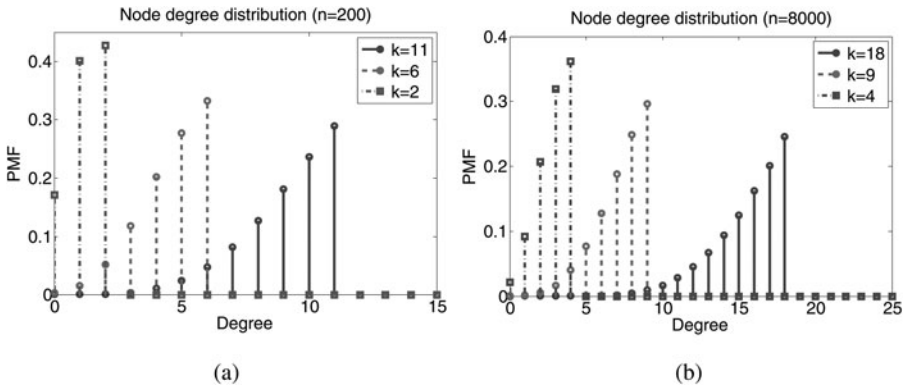 Node degree distribution (n=200)
PMF
0.4
0.3
0.2
0.1
0
0
5
10
15
Degree
k=11
k=6
k=2
(a)
Node degree distribution (n=8000)
PMF
0.4
0.3
0.2
0.1
0
0
5
10
15
20
25
Degree
k=18
k=9
k=4
(b)